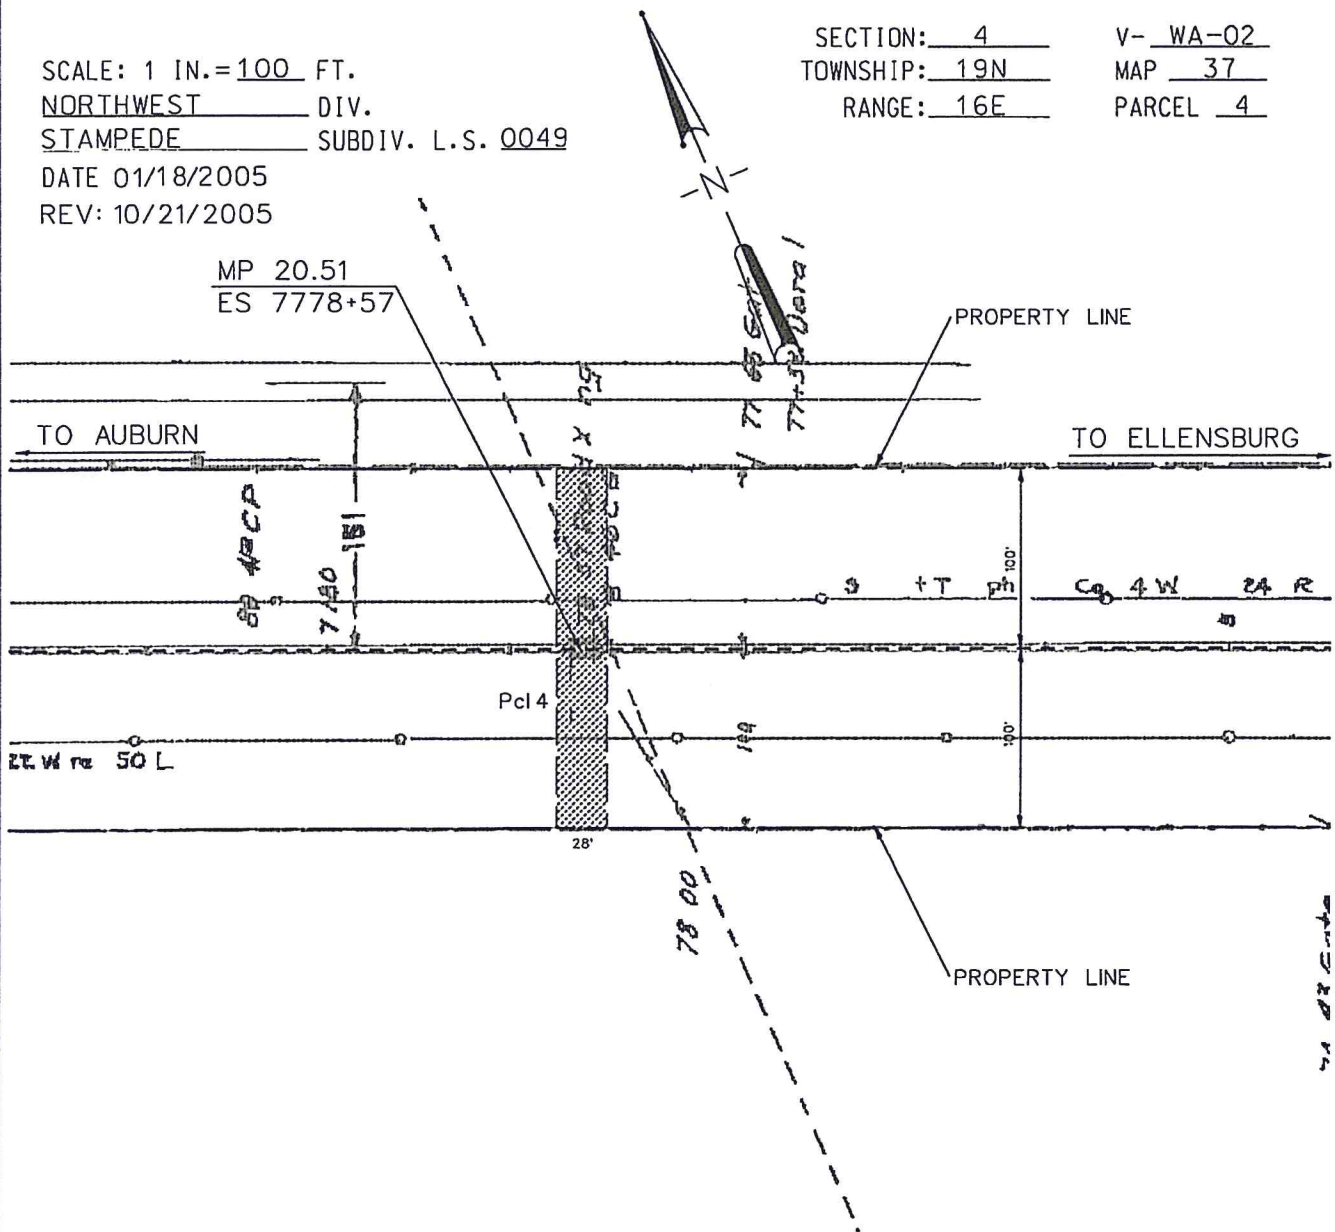 SCALE: 1 IN.= 100 FT.
NORTHWEST DIV.
STAMPEDE SUBDIV. L.S. 0049
DATE 01/18/2005
REV: 10/21/2005
SECTION: 4
TOWNSHIP: 19N
RANGE: 16E
V- WA-02
MAP 37
PARCEL 4
N
MP 20.51
ES 7778+57
PROPERTY LINE
TO AUBURN
TO ELLENSBURG
151
100'
4 W 24 R
Pcl 4
100'
50 L
28'
78 00
PROPERTY LINE